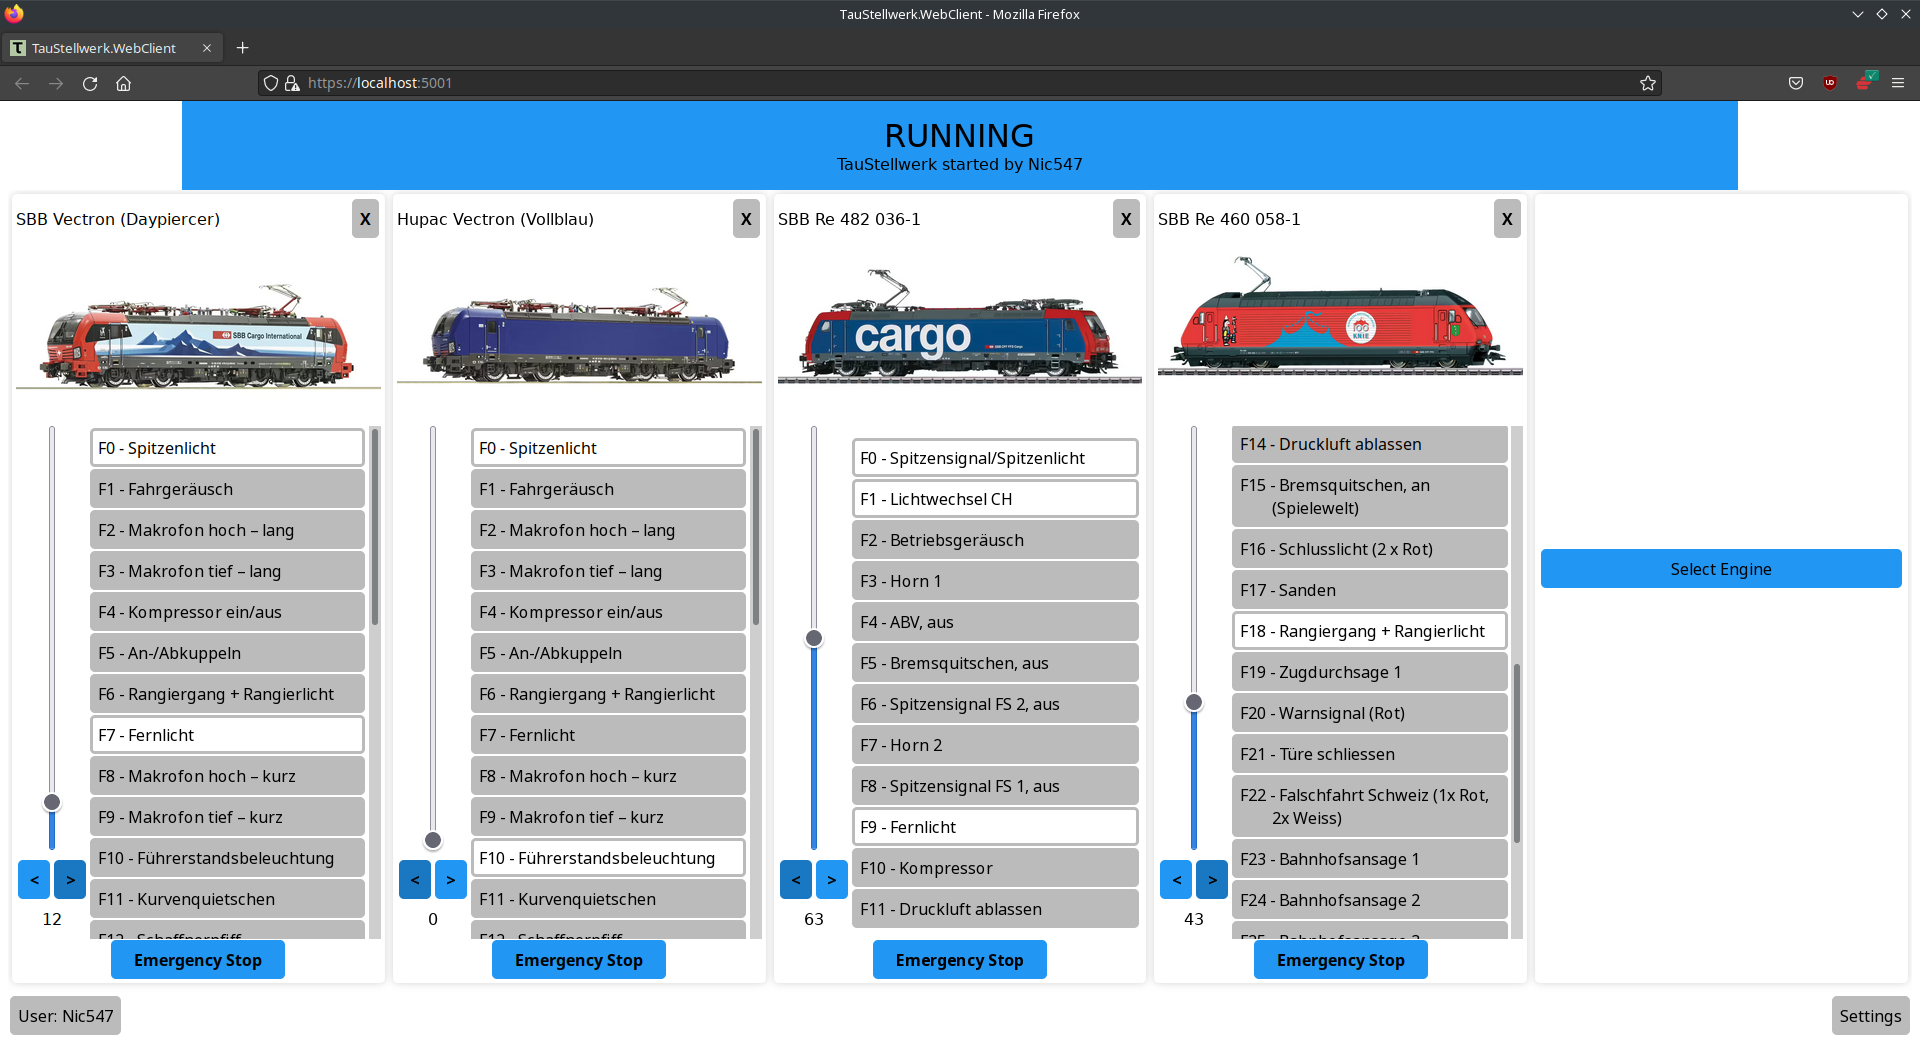 TauStellwerk.WebClient - Mozilla Firefox
TauStellwerk.WebClient
https://localhost:5001
RUNNING
TauStellwerk started by Nic547
SBB Vectron (Daypiercer)
X
SBB Cargo International
F0 - Spitzenlicht
F1 - Fahrgeräusch
F2 - Makrofon hoch – lang
F3 - Makrofon tief – lang
F4 - Kompressor ein/aus
F5 - An-/Abkuppeln
F6 - Rangiergang + Rangierlicht
F7 - Fernlicht
F8 - Makrofon hoch – kurz
F9 - Makrofon tief – kurz
F10 - Führerstandsbeleuchtung
F11 - Kurvenquietschen
F12 - Schaffnerpfiff
< >
12
Emergency Stop
Hupac Vectron (Vollblau)
X
F0 - Spitzenlicht
F1 - Fahrgeräusch
F2 - Makrofon hoch – lang
F3 - Makrofon tief – lang
F4 - Kompressor ein/aus
F5 - An-/Abkuppeln
F6 - Rangiergang + Rangierlicht
F7 - Fernlicht
F8 - Makrofon hoch – kurz
F9 - Makrofon tief – kurz
F10 - Führerstandsbeleuchtung
F11 - Kurvenquietschen
F12 - Schaffnerpfiff
< >
0
Emergency Stop
SBB Re 482 036-1
X
cargo
F0 - Spitzensignal/Spitzenlicht
F1 - Lichtwechsel CH
F2 - Betriebsgeräusch
F3 - Horn 1
F4 - ABV, aus
F5 - Bremsquitschen, aus
F6 - Spitzensignal FS 2, aus
F7 - Horn 2
F8 - Spitzensignal FS 1, aus
F9 - Fernlicht
F10 - Kompressor
F11 - Druckluft ablassen
< >
63
Emergency Stop
SBB Re 460 058-1
X
100
KNIE
F14 - Druckluft ablassen
F15 - Bremsquitschen, an
(Spielewelt)
F16 - Schlusslicht (2 x Rot)
F17 - Sanden
F18 - Rangiergang + Rangierlicht
F19 - Zugdurchsage 1
F20 - Warnsignal (Rot)
F21 - Türe schliessen
F22 - Falschfahrt Schweiz (1x Rot,
2x Weiss)
F23 - Bahnhofsansage 1
F24 - Bahnhofsansage 2
F25 - Bahnhofsansage 3
< >
43
Emergency Stop
Select Engine
User: Nic547
Settings